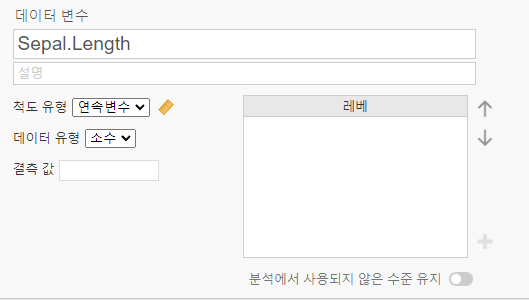 데이터 변수
Sepal.Length
설명
척도 유형 연속변수
레베
데이터 유형 소수
결측 값
분석에서 사용되지 않은 수준 유지